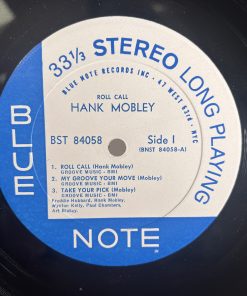 33⅓ STEREO LONG PLAYING
BLUE NOTE RECORDS INC • 47 WEST 63rd • NYC
ROLL CALL
HANK MOBLEY
BST 84058
Side I
(BNST 84058-A)
1. ROLL CALL (Hank Mobley)
GROOVE MUSIC - BMI
2. MY GROOVE YOUR MOVE (Mobley)
GROOVE MUSIC - BMI
3. TAKE YOUR PICK (Mobley)
GROOVE MUSIC - BMI
Freddie Hubbard, Hank Mobley,
Wynton Kelly, Paul Chambers,
Art Blakey.
BLUE
NOTE